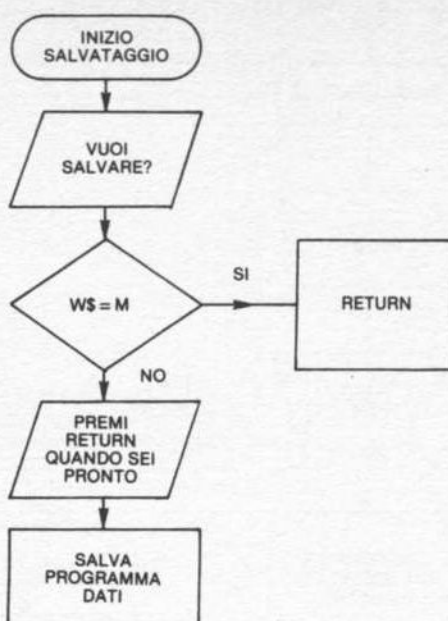 INIZIO
SALVATAGGIO
VUOI
SALVARE?
W$ = M
SI
RETURN
NO
PREMI
RETURN
QUANDO SEI
PRONTO
SALVA
PROGRAMMA
DATI